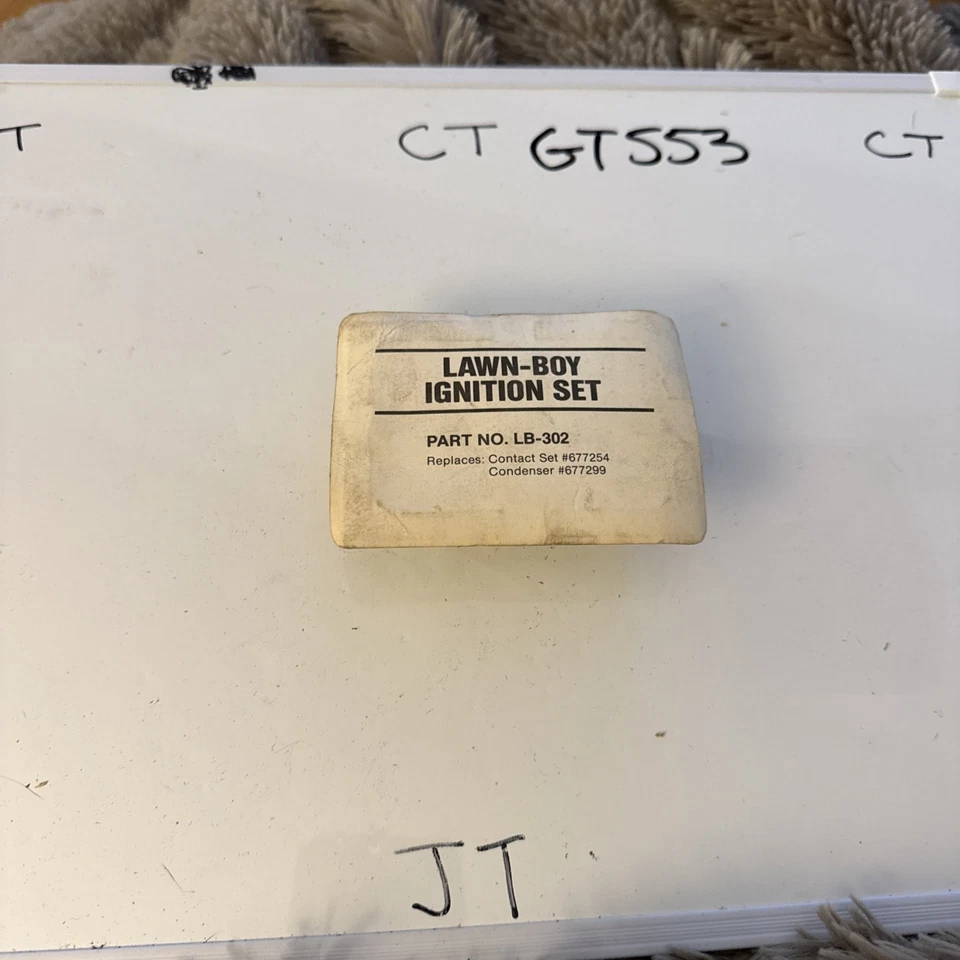 T CT GT553 CT
LAWN-BOY
IGNITION SET
PART NO. LB-302
Replaces: Contact Set #677254
Condenser #677299
JT